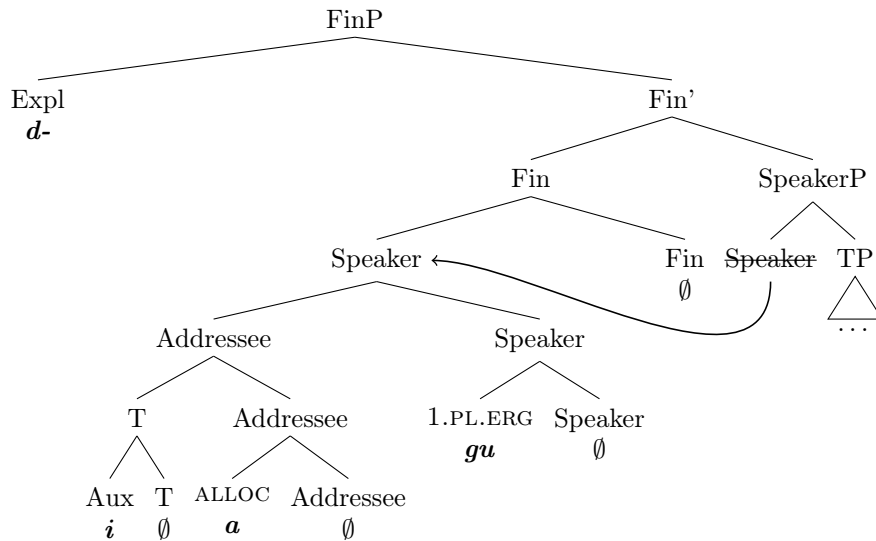 FinP
Expl Fin'
d-
Fin SpeakerP
Speaker Fin Speaker TP
∅
Addressee Speaker ...
T Addressee 1.PL.ERG Speaker
gu ∅
Aux T ALLOC Addressee
i ∅ a ∅